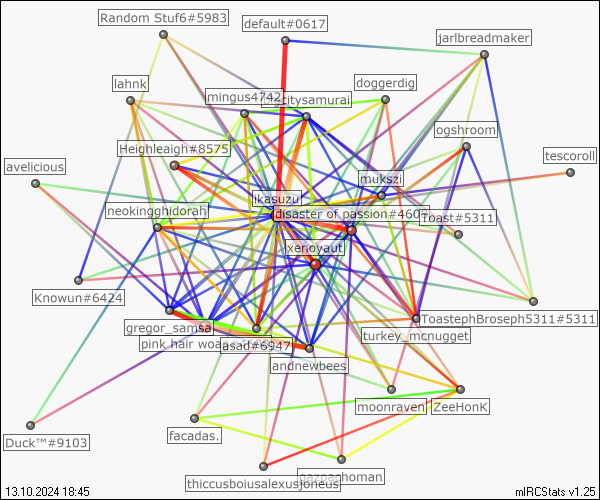 Random Stuf6#5983
default#0617
jarlbreadmaker
lahnk
doggerdig
mingus4742
citysamurai
ogshroom
Heighleaigh#8575
tescoroll
avelicious
mukszi
ikasuzu
neokingghidorah
disaster of passion#460
Toast#5311
xenoyaut
Knowun#6424
gregor_samsa
ToastephBroseph5311#5311
turkey_mcnugget
pink hair
asad#6947
andnewbees
moonraven
ZeeHonK
facadas.
Duck™#9103
thiccusboiusalexusjoneus
nanhoman
13.10.2024 18:45
mIRCStats v1.25